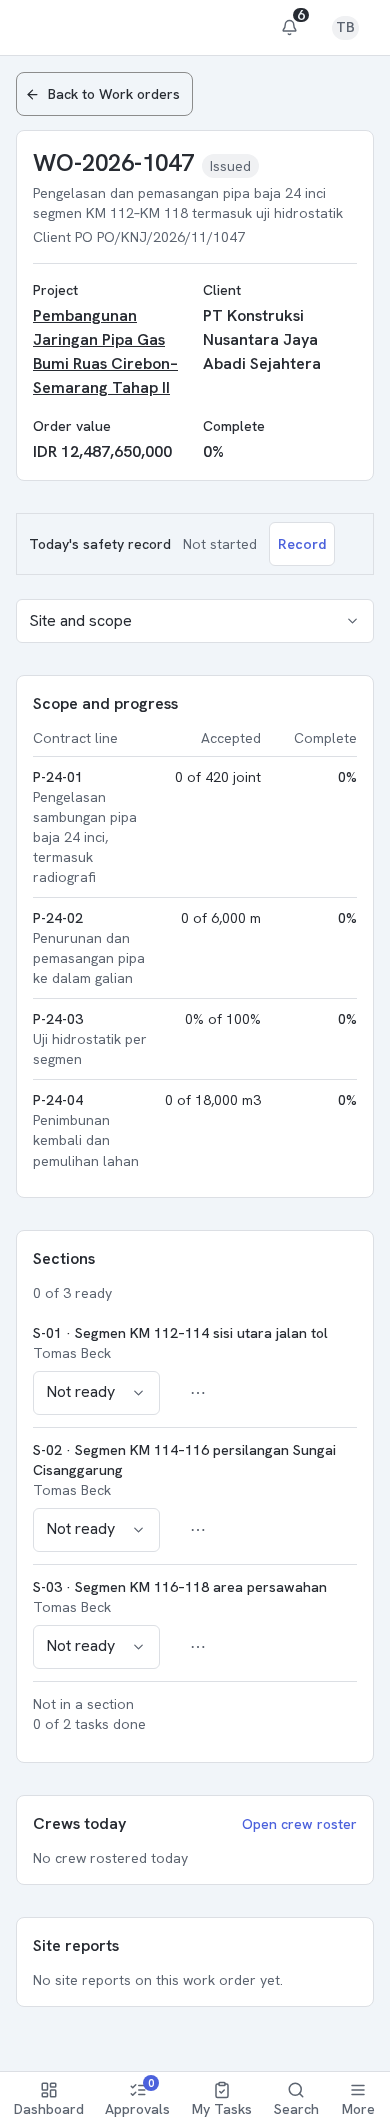 6
TB
Back to Work orders
WO-2026-1047 Issued
Pengelasan dan pemasangan pipa baja 24 inci
segmen KM 112–KM 118 termasuk uji hidrostatik
Client PO PO/KNJ/2026/11/1047
Project
Pembangunan
Jaringan Pipa Gas
Bumi Ruas Cirebon–
Semarang Tahap II
Client
PT Konstruksi
Nusantara Jaya
Abadi Sejahtera
Order value
IDR 12,487,650,000
Complete
0%
Today's safety record Not started Record
Site and scope
Scope and progress
Contract line Accepted Complete
P-24-01 0 of 420 joint 0%
Pengelasan
sambungan pipa
baja 24 inci,
termasuk
radiografi
P-24-02 0 of 6,000 m 0%
Penurunan dan
pemasangan pipa
ke dalam galian
P-24-03 0% of 100% 0%
Uji hidrostatik per
segmen
P-24-04 0 of 18,000 m3 0%
Penimbunan
kembali dan
pemulihan lahan
Sections
0 of 3 ready
S-01 · Segmen KM 112–114 sisi utara jalan tol
Tomas Beck
Not ready
S-02 · Segmen KM 114–116 persilangan Sungai
Cisanggarung
Tomas Beck
Not ready
S-03 · Segmen KM 116–118 area persawahan
Tomas Beck
Not ready
Not in a section
0 of 2 tasks done
Crews today Open crew roster
No crew rostered today
Site reports
No site reports on this work order yet.
0
Dashboard Approvals My Tasks Search More